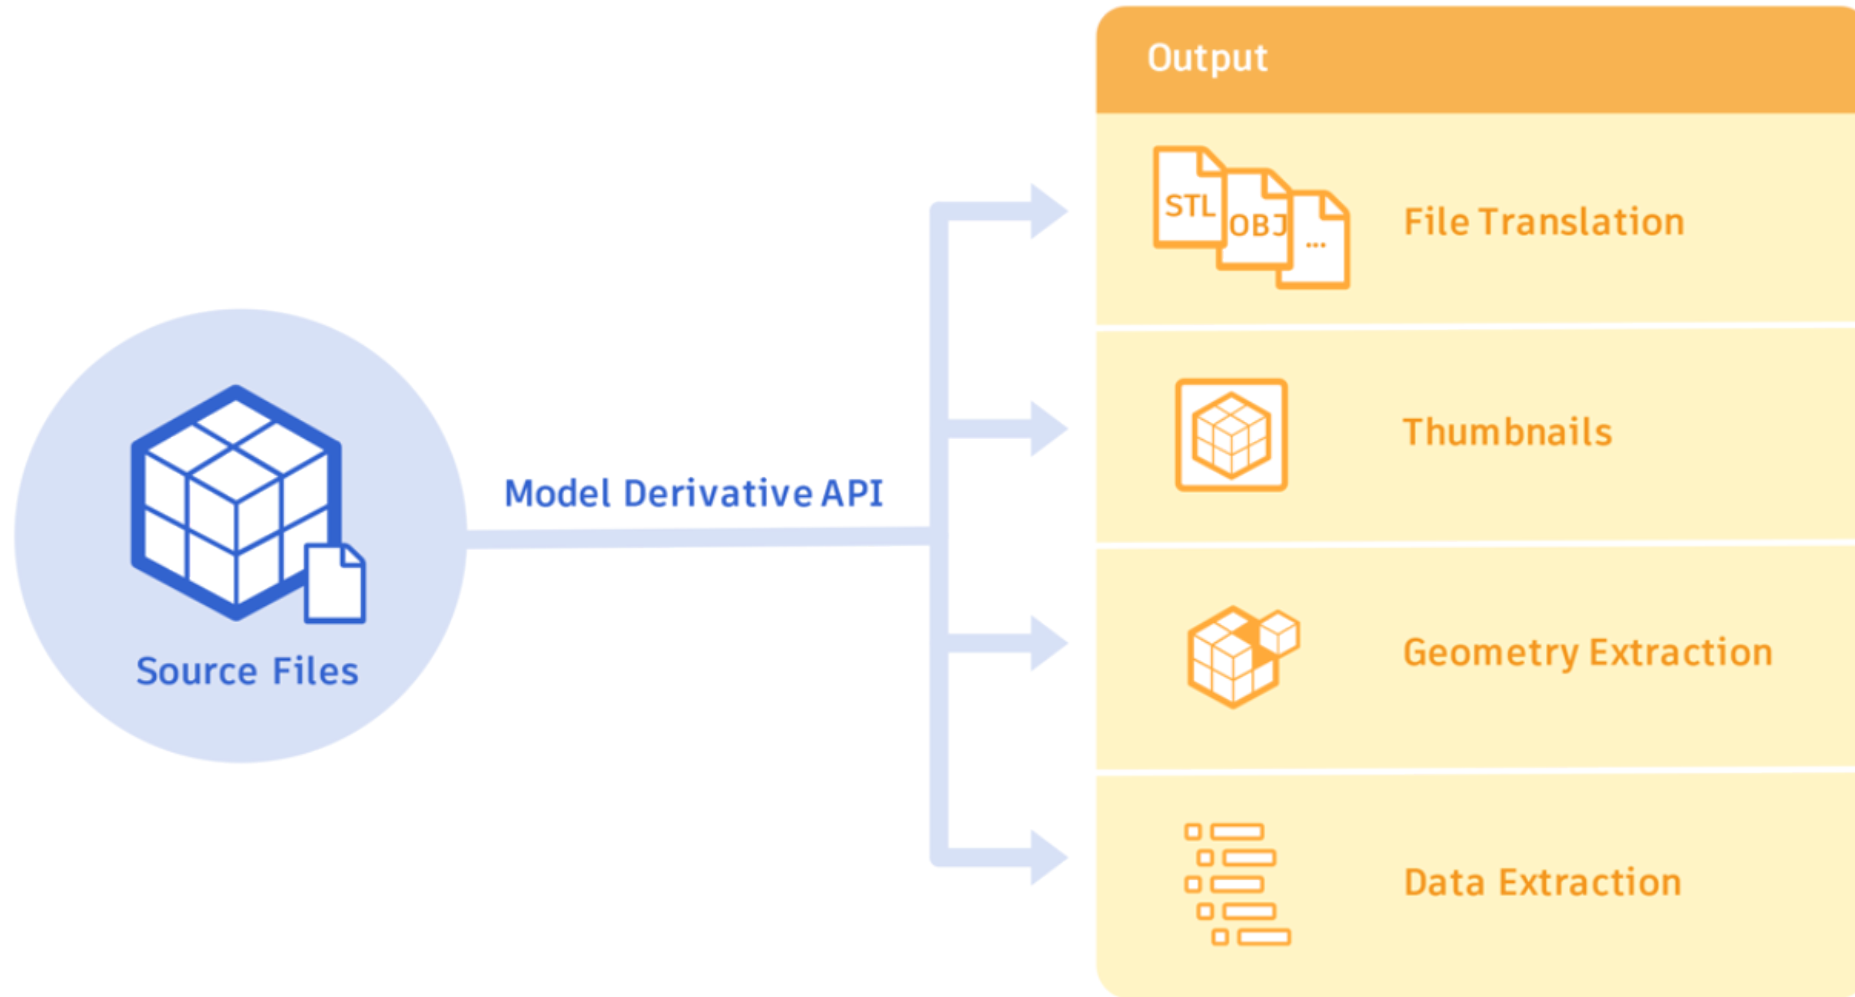 Output
STL
OBJ
...
File Translation
Thumbnails
Model Derivative API
Source Files
Geometry Extraction
Data Extraction